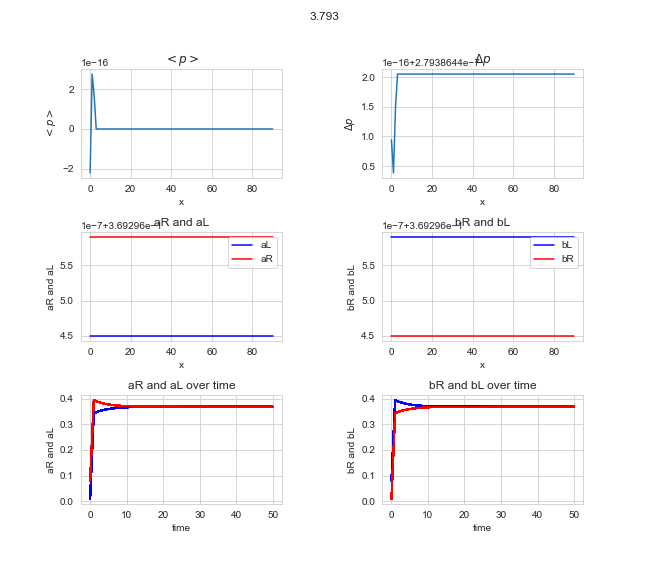 3.793
1e−16
< p >
2
0
−2
< p >
0 20 40 60 80
x
1e−16+2.7938644e−1
Δp
2.0
1.5
1.0
0.5
Δp
0 20 40 60 80
x
1e−7+3.69296e−1
aR and aL
5.5
5.0
4.5
aR and aL
aL
aR
0 20 40 60 80
x
1e−7+3.69296e−1
bR and bL
5.5
5.0
4.5
bR and bL
bL
bR
0 20 40 60 80
x
aR and aL over time
0.4
0.3
0.2
0.1
0.0
aR and aL
0 10 20 30 40 50
time
bR and bL over time
0.4
0.3
0.2
0.1
0.0
bR and bL
0 10 20 30 40 50
time